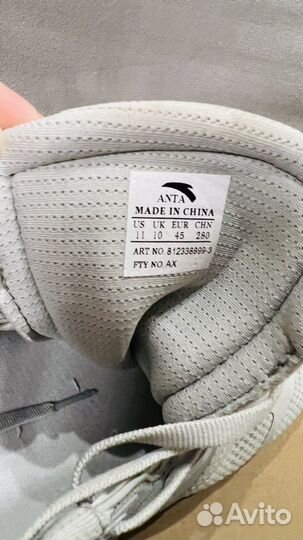 ANTA
MADE IN CHINA
US UK EUR CHN
11 10 45 280
ART NO. 812338899-3
FTY NO. AX
Avito